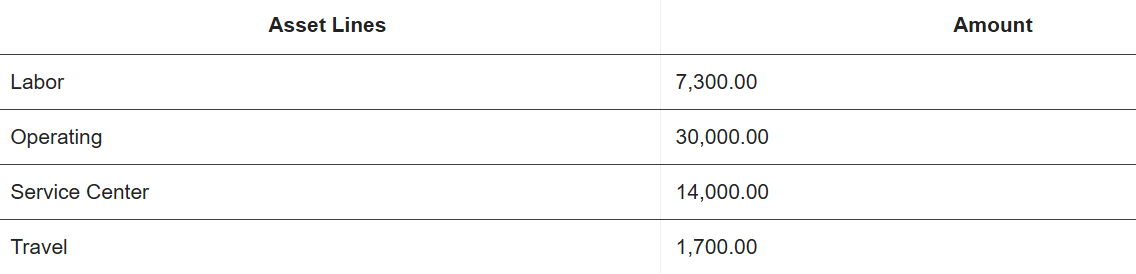 Asset Lines Amount
Labor 7,300.00
Operating 30,000.00
Service Center 14,000.00
Travel 1,700.00